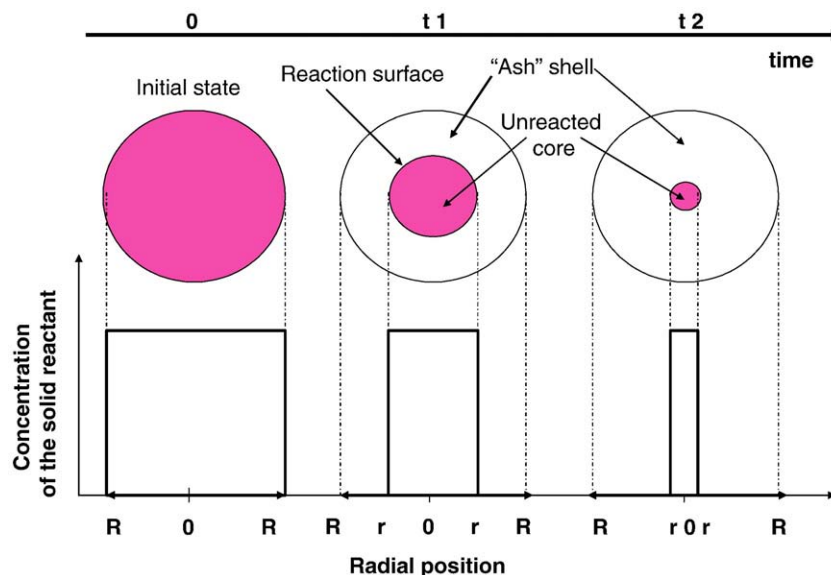 0 t 1 t 2
time
Initial state
Reaction surface
"Ash" shell
Unreacted
core
Concentration
of the solid reactant
R 0 R R r 0 r R R r 0 r R
Radial position